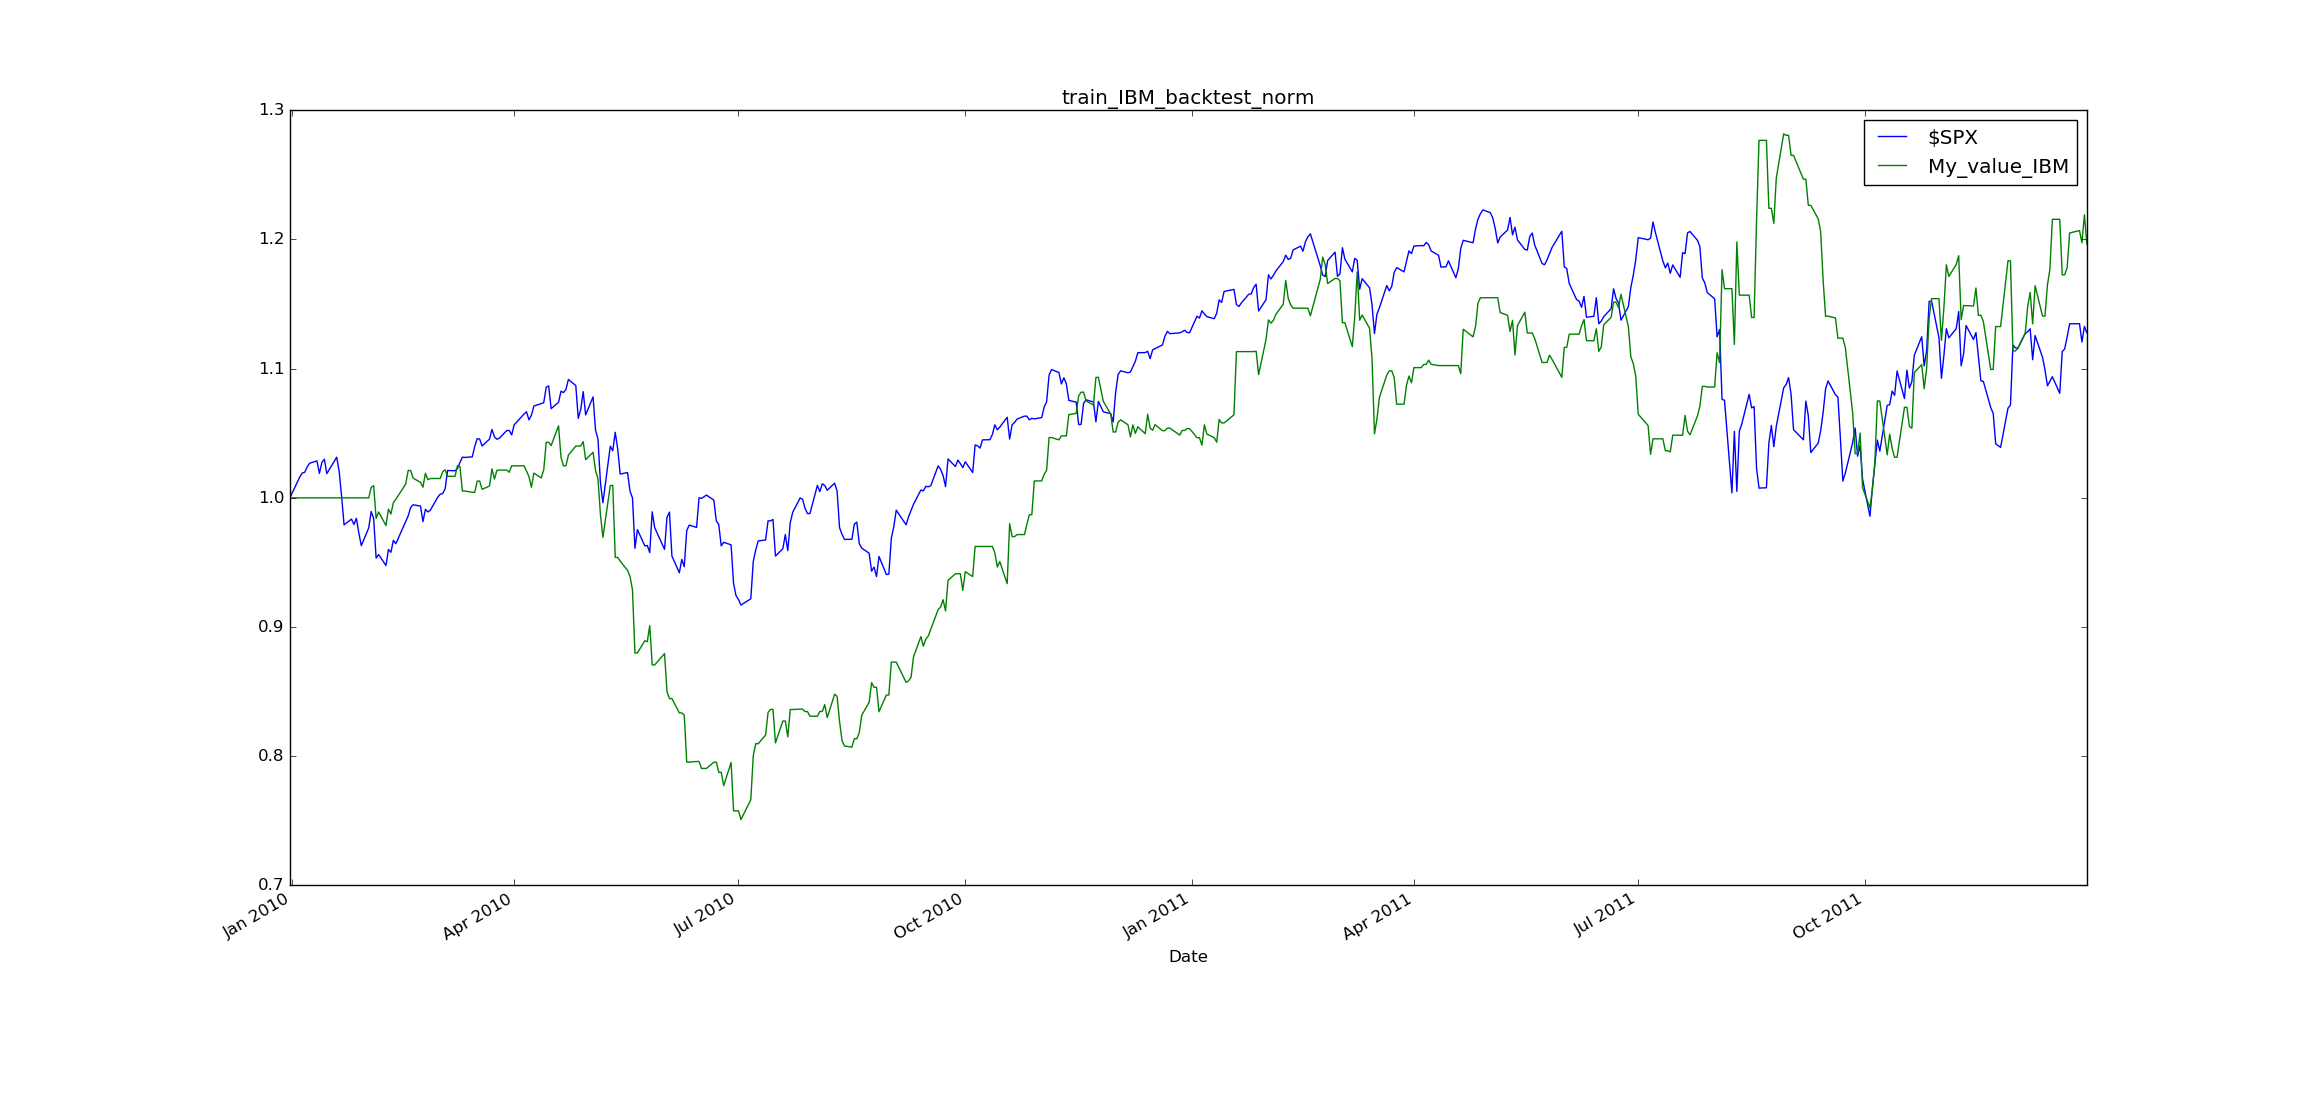 train_IBM_backtest_norm
$SPX
My_value_IBM
1.3
1.2
1.1
1.0
0.9
0.8
0.7
Jan 2010
Apr 2010
Jul 2010
Oct 2010
Jan 2011
Apr 2011
Jul 2011
Oct 2011
Date